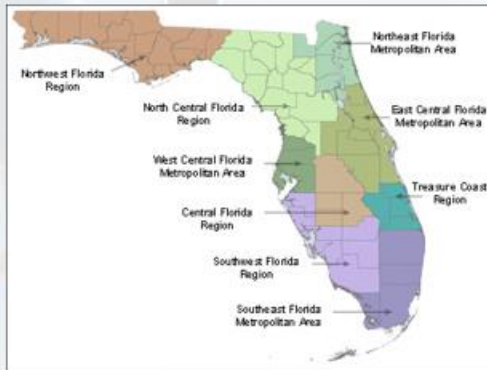 Northeast Florida
Metropolitan Area
Northwest Florida
Region
North Central Florida
Region
East Central Florida
Metropolitan Area
West Central Florida
Metropolitan Area
Treasure Coast
Region
Central Florida
Region
Southwest Florida
Region
Southeast Florida
Metropolitan Area